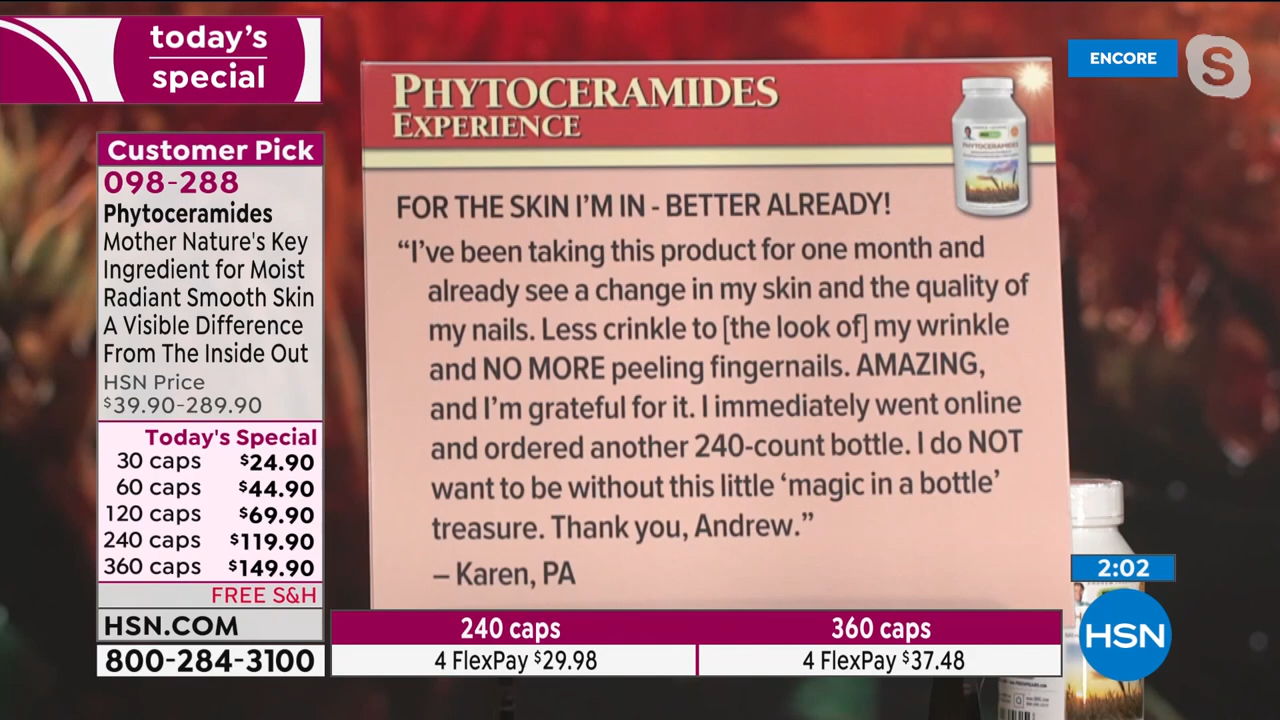 today's
special
ENCORE
S
Customer Pick
098-288
Phytoceramides
Mother Nature's Key
Ingredient for Moist
Radiant Smooth Skin
A Visible Difference
From The Inside Out
HSN Price
$39.90-289.90
Today's Special
30 caps $24.90
60 caps $44.90
120 caps $69.90
240 caps $119.90
360 caps $149.90
FREE S&H
HSN.COM
800-284-3100
PHYTOCERAMIDES
EXPERIENCE
PHYTOCERAMIDES
FOR THE SKIN I'M IN - BETTER ALREADY!
“I've been taking this product for one month and
already see a change in my skin and the quality of
my nails. Less crinkle to [the look of] my wrinkle
and NO MORE peeling fingernails. AMAZING,
and I'm grateful for it. I immediately went online
and ordered another 240-count bottle. I do NOT
want to be without this little ‘magic in a bottle’
treasure. Thank you, Andrew.”
– Karen, PA
240 caps 360 caps
4 FlexPay $29.98 4 FlexPay $37.48
2:02
HSN